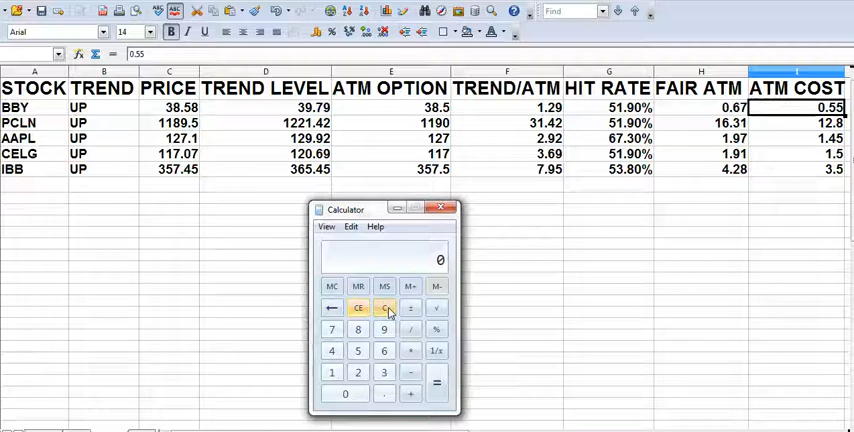 Find
Arial 14 B I U
0.55
A B C D E F G H I
STOCK TREND PRICE TREND LEVEL ATM OPTION TREND/ATM HIT RATE FAIR ATM ATM COST
BBY UP 38.58 39.79 38.5 1.29 51.90% 0.67 0.55
PCLN UP 1189.5 1221.42 1190 31.42 51.90% 16.31 12.8
AAPL UP 127.1 129.92 127 2.92 67.30% 1.97 1.45
CELG UP 117.07 120.69 117 3.69 51.90% 1.91 1.5
IBB UP 357.45 365.45 357.5 7.95 53.80% 4.28 3.5
Calculator
View Edit Help
0
MC MR MS M+ M-
← CE C ± √
7 8 9 / %
4 5 6 * 1/x
1 2 3 - =
0 . +